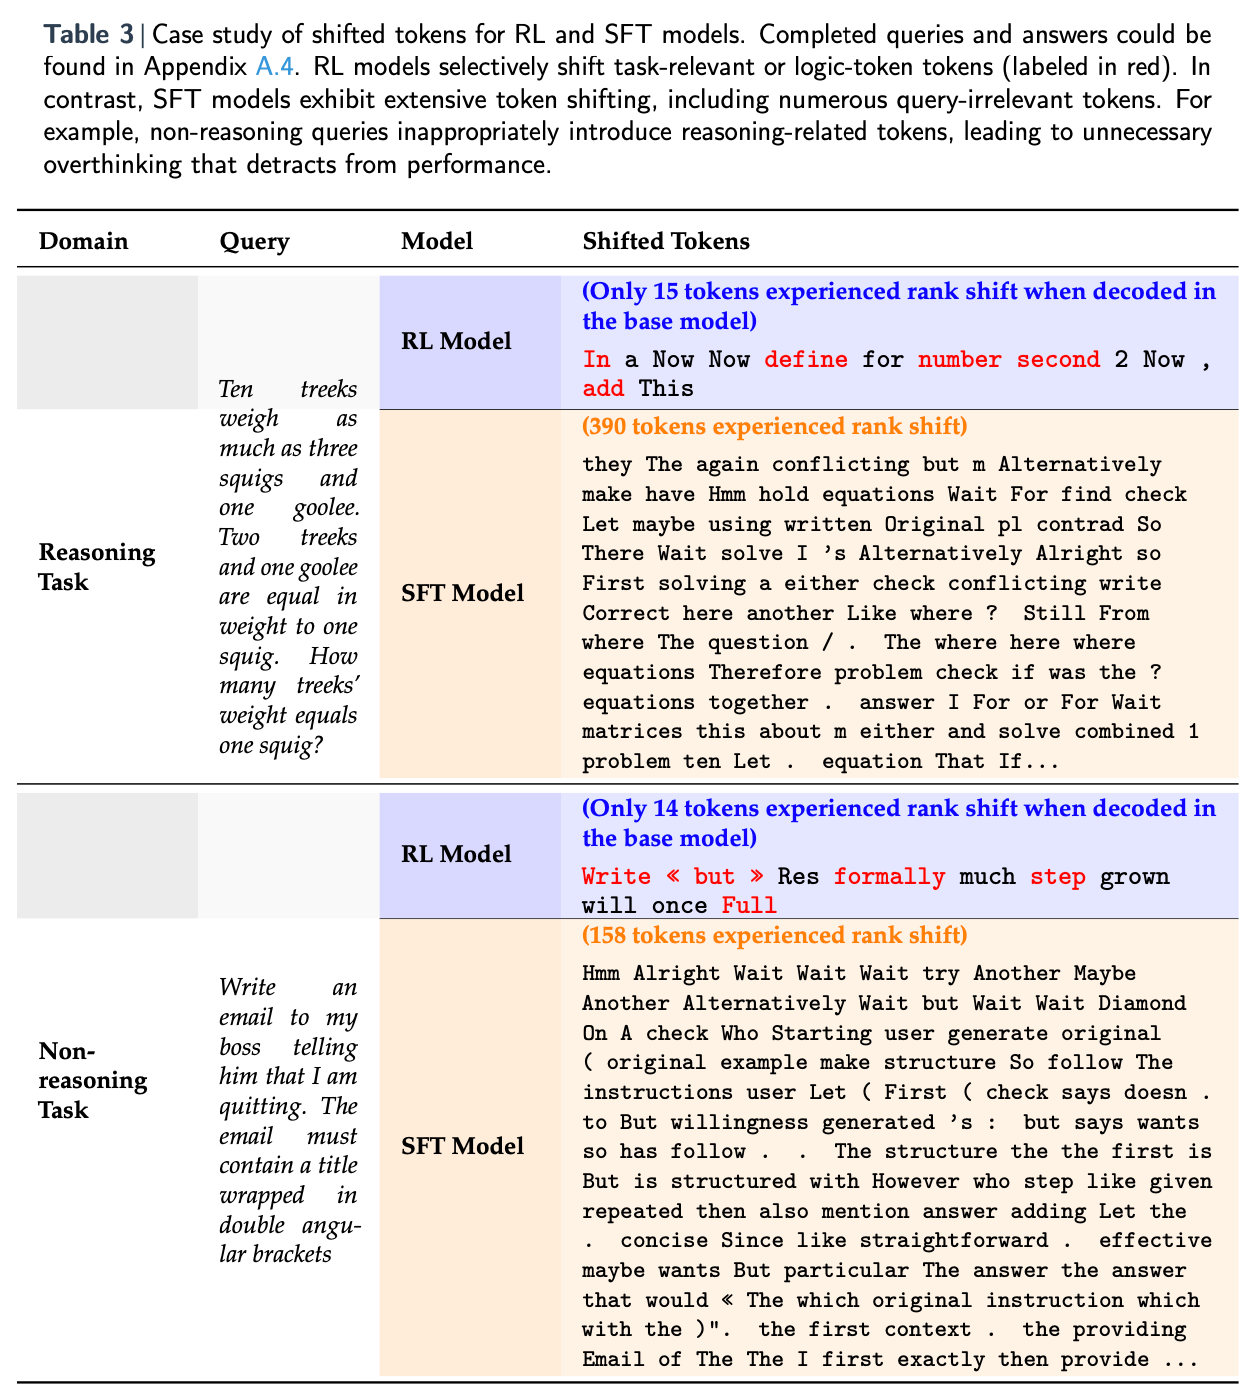 Table 3 | Case study of shifted tokens for RL and SFT models. Completed queries and answers could be
found in Appendix A.4. RL models selectively shift task-relevant or logic-token tokens (labeled in red). In
contrast, SFT models exhibit extensive token shifting, including numerous query-irrelevant tokens. For
example, non-reasoning queries inappropriately introduce reasoning-related tokens, leading to unnecessary
overthinking that detracts from performance.
Domain Query Model Shifted Tokens
Reasoning
Task
Ten treeks
weigh as
much as three
squigs and
one goolee.
Two treeks
and one goolee
are equal in
weight to one
squig. How
many treeks'
weight equals
one squig?
RL Model
(Only 15 tokens experienced rank shift when decoded in
the base model)
In a Now Now define for number second 2 Now ,
add This
SFT Model
(390 tokens experienced rank shift)
they The again conflicting but m Alternatively
make have Hmm hold equations Wait For find check
Let maybe using written Original pl contrad So
There Wait solve I 's Alternatively Alright so
First solving a either check conflicting write
Correct here another Like where ? Still From
where The question / . The where here where
equations Therefore problem check if was the ?
equations together . answer I For or For Wait
matrices this about m either and solve combined 1
problem ten Let . equation That If...
Non-
reasoning
Task
Write an
email to my
boss telling
him that I am
quitting. The
email must
contain a title
wrapped in
double angu-
lar brackets
RL Model
(Only 14 tokens experienced rank shift when decoded in
the base model)
Write « but » Res formally much step grown
will once Full
SFT Model
(158 tokens experienced rank shift)
Hmm Alright Wait Wait Wait try Another Maybe
Another Alternatively Wait but Wait Wait Diamond
On A check Who Starting user generate original
( original example make structure So follow The
instructions user Let ( First ( check says doesn .
to But willingness generated 's : but says wants
so has follow . . The structure the the first is
But is structured with However who step like given
repeated then also mention answer adding Let the
. concise Since like straightforward . effective
maybe wants But particular The answer the answer
that would « The which original instruction which
with the )". the first context . the providing
Email of The The I first exactly then provide ...